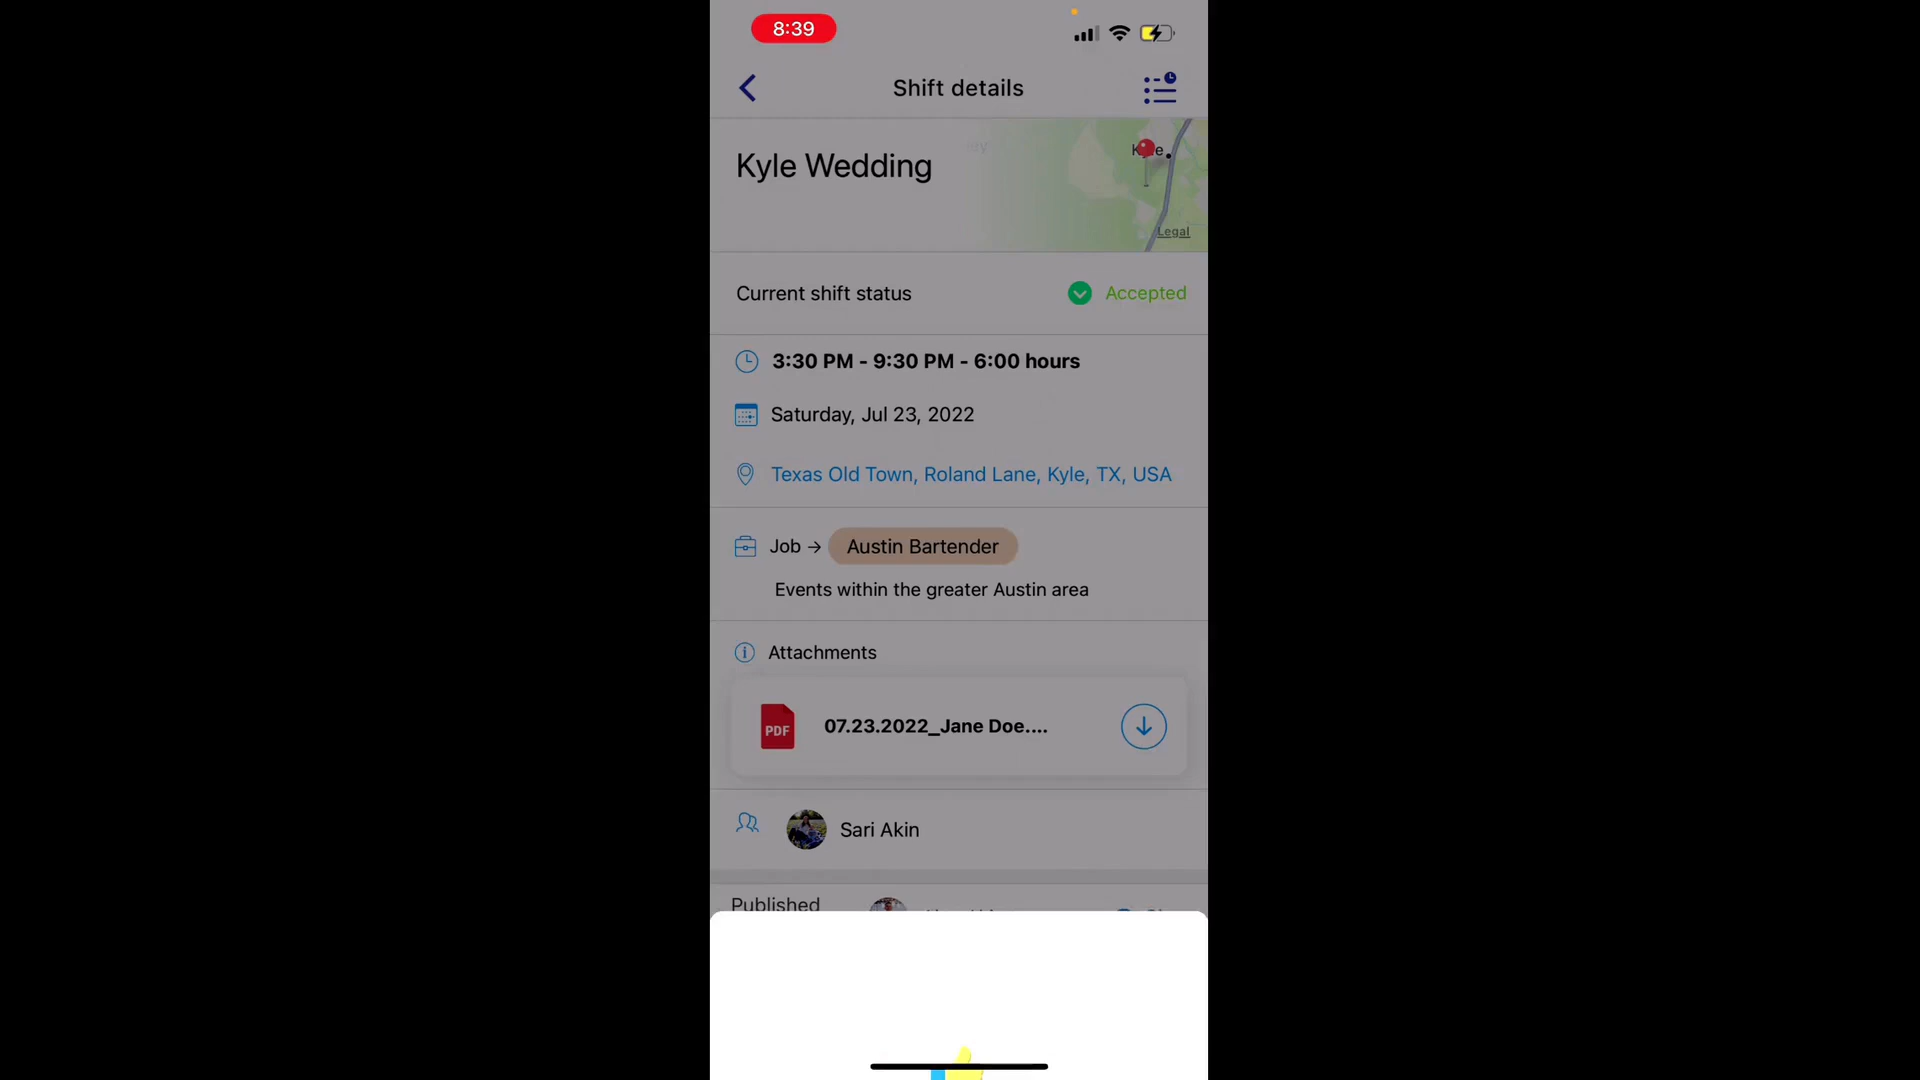 8:39
Shift details
Kyle Wedding
Legal
Current shift status
Accepted
3:30 PM - 9:30 PM - 6:00 hours
Saturday, Jul 23, 2022
Texas Old Town, Roland Lane, Kyle, TX, USA
Job → Austin Bartender
Events within the greater Austin area
Attachments
PDF
07.23.2022_Jane Doe....
Sari Akin
Published